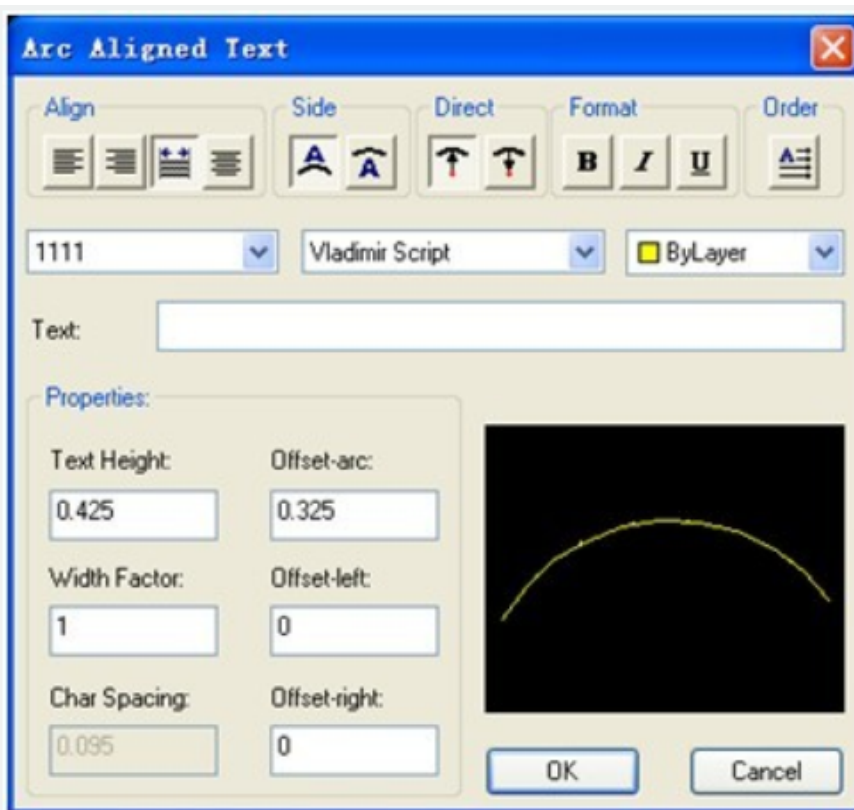 Arc Aligned Text
Align Side Direct Format Order
A A B I U A
1111 Vladimir Script ByLayer
Text:
Properties:
Text Height: Offset-arc:
0.425 0.325
Width Factor: Offset-left:
1 0
Char Spacing: Offset-right:
0.095 0
OK Cancel